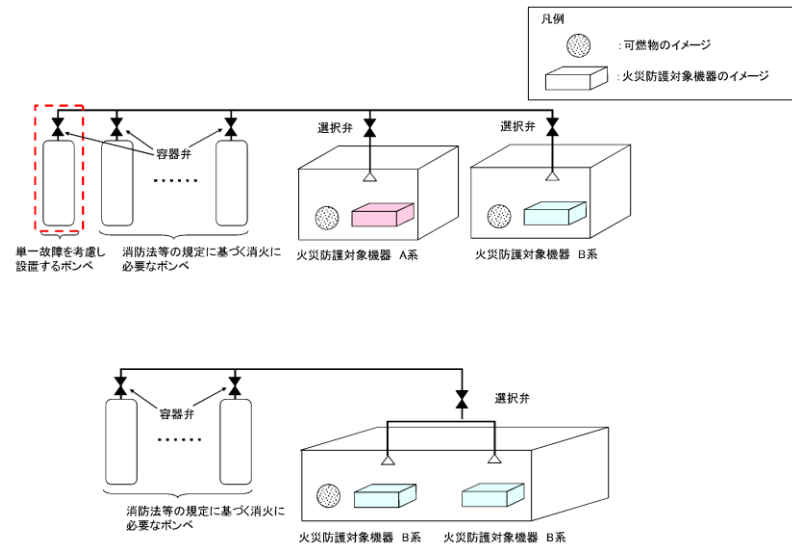 凡例
：可燃物のイメージ
：火災防護対象機器のイメージ
選択弁
選択弁
容器弁
・・・・・・
単一故障を考慮し
設置するボンベ
消防法等の規定に基づく消火に
必要なボンベ
火災防護対象機器 A系
火災防護対象機器 B系
選択弁
容器弁
・・・・・・
消防法等の規定に基づく消火に
必要なボンベ
火災防護対象機器 B系
火災防護対象機器 B系